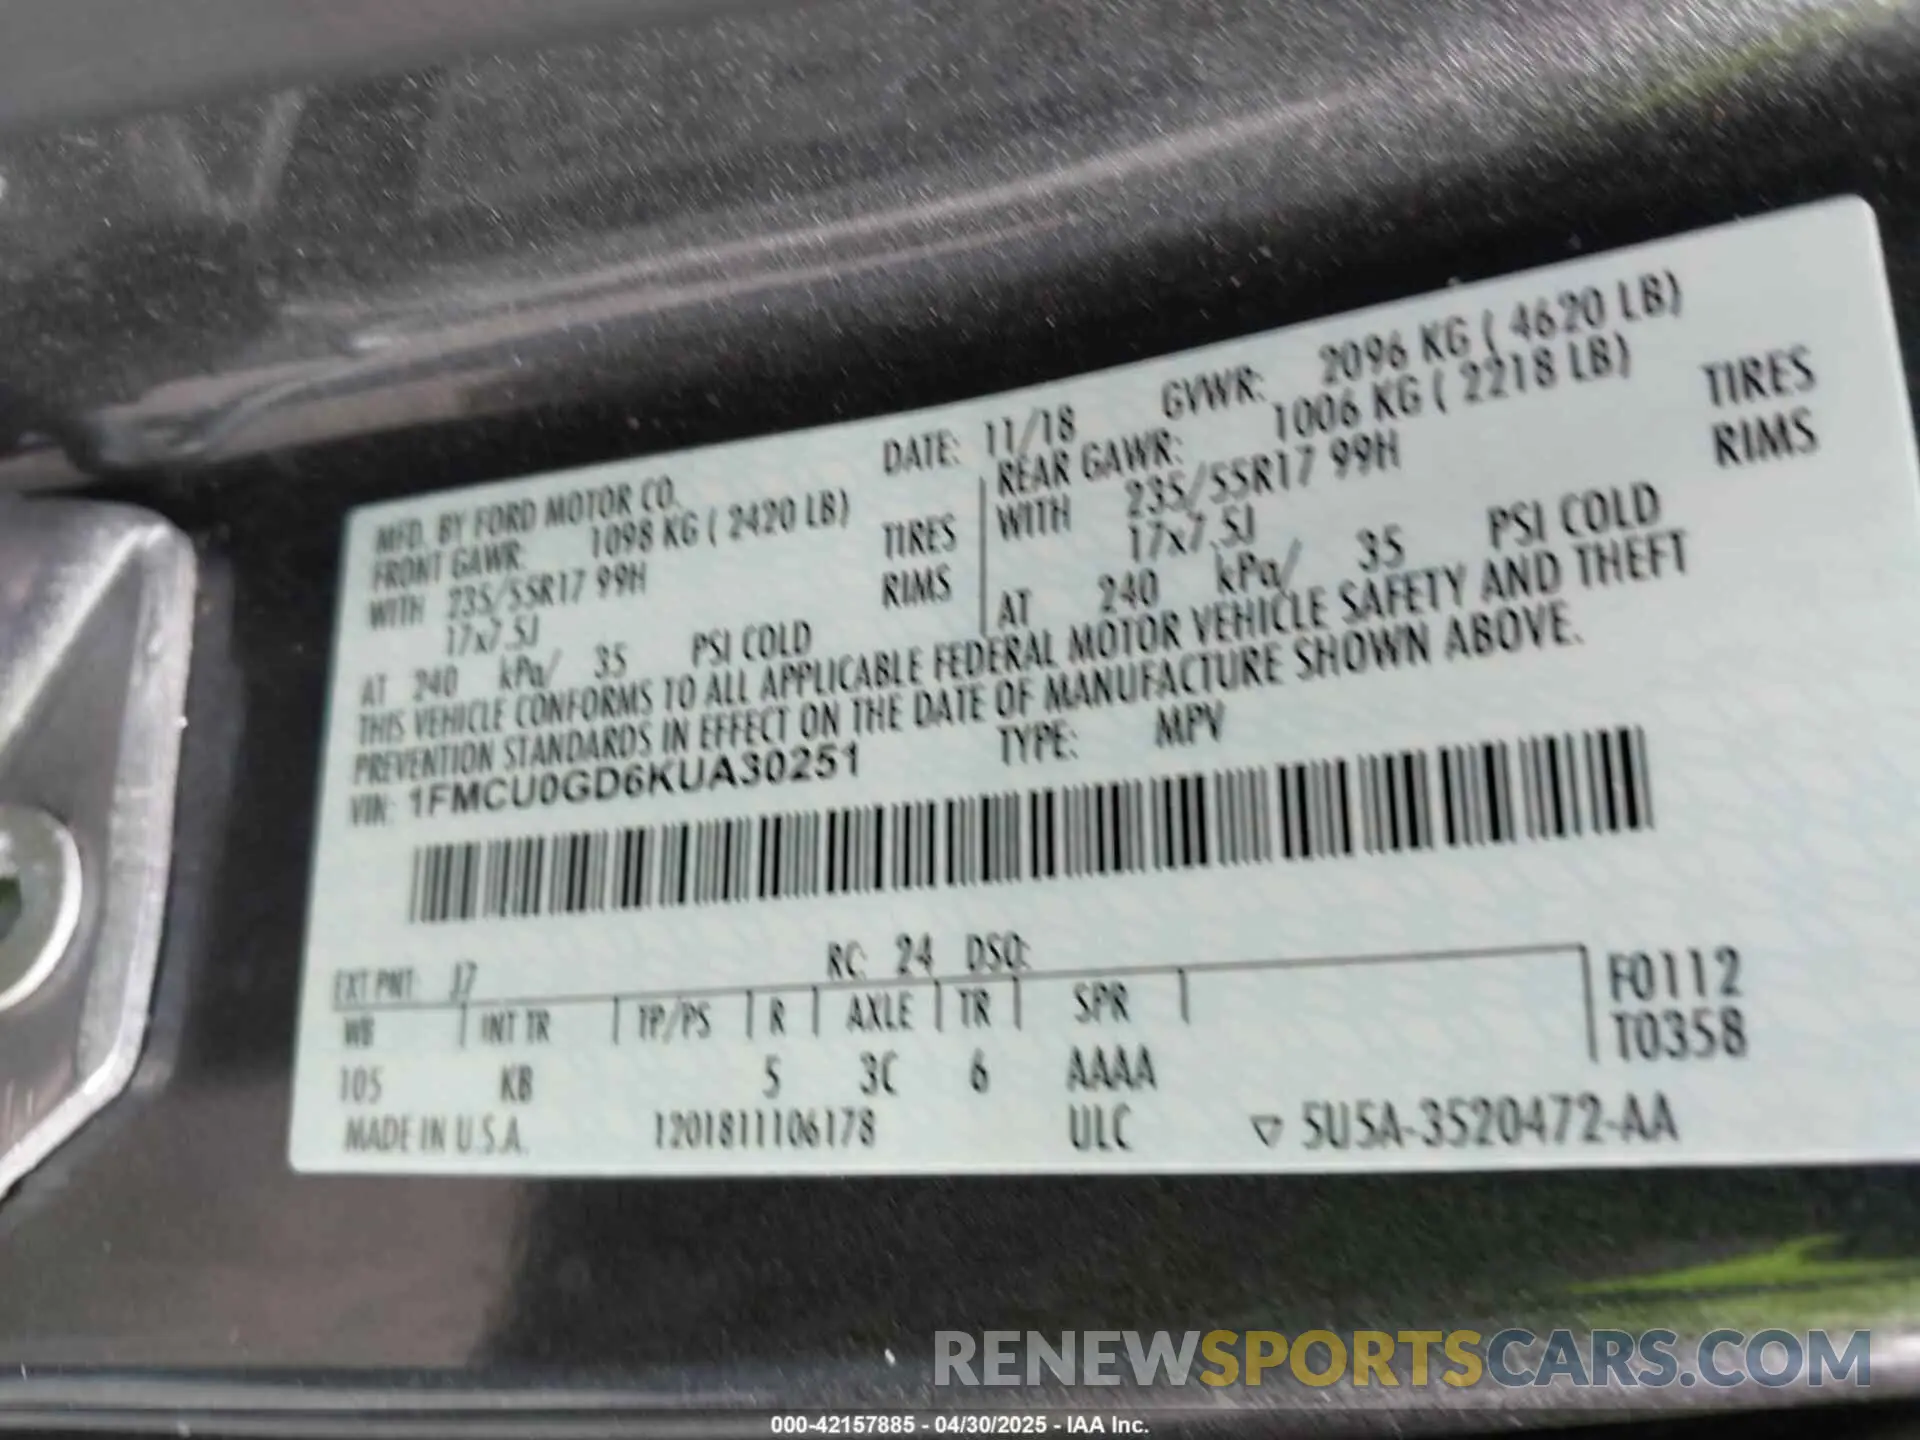 MFD. BY FORD MOTOR CO. DATE: 11/18 GVWR: 2096 KG ( 4620 LB)
FRONT GAWR: 1098 KG ( 2420 LB) REAR GAWR: 1006 KG ( 2218 LB)
WITH 235/55R17 99H TIRES WITH 235/55R17 99H TIRES
17x7.5J RIMS 17x7.5J RIMS
AT 240 kPa/ 35 PSI COLD AT 240 kPa/ 35 PSI COLD
THIS VEHICLE CONFORMS TO ALL APPLICABLE FEDERAL MOTOR VEHICLE SAFETY AND THEFT
PREVENTION STANDARDS IN EFFECT ON THE DATE OF MANUFACTURE SHOWN ABOVE.
VIN: 1FMCU0GD6KUA30251 TYPE: MPV
EXT PNT: J7 RC: 24 DSO: F0112
WB INT TR TP/PS R AXLE TR SPR T0358
105 KB 5 3C 6 AAAA
MADE IN U.S.A. 1201811106178 ULC ▽ 5U5A-3520472-AA
RENEWSPORTSCARS.COM
000-42157885 - 04/30/2025 - IAA Inc.